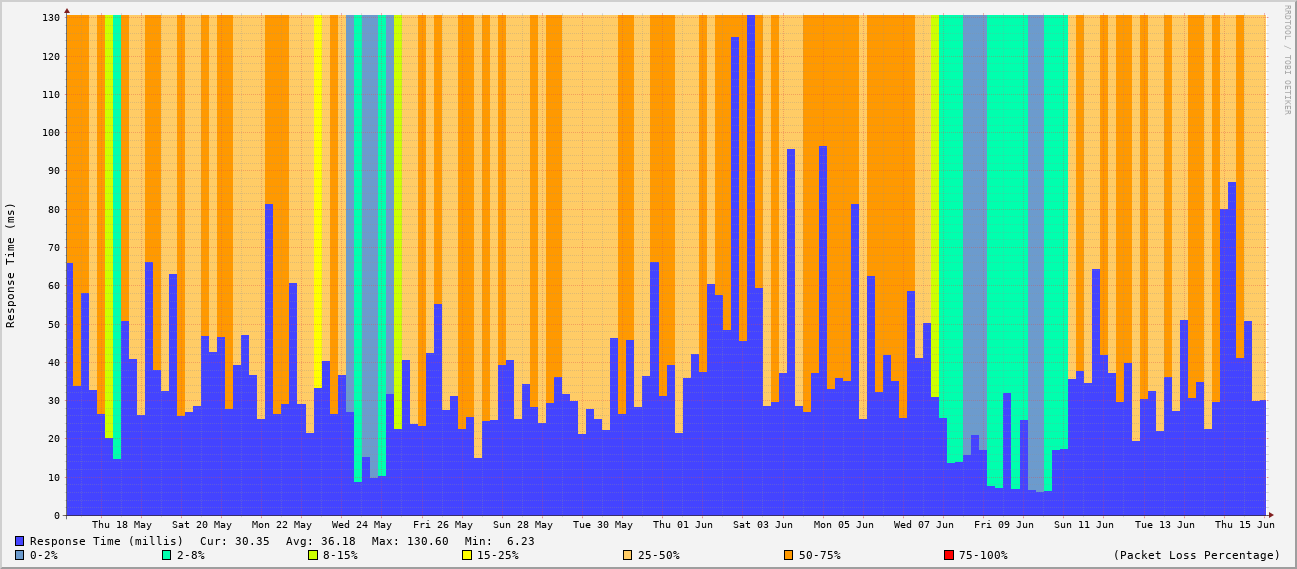 130
120
110
100
90
80
70
60
50
40
30
20
10
0
Response Time (ms)
RRDTOOL / TOBI OETIKER
Thu 18 May Sat 20 May Mon 22 May Wed 24 May Fri 26 May Sun 28 May Tue 30 May Thu 01 Jun Sat 03 Jun Mon 05 Jun Wed 07 Jun Fri 09 Jun Sun 11 Jun Tue 13 Jun Thu 15 Jun
Response Time (millis) Cur: 30.35 Avg: 36.18 Max: 130.60 Min: 6.23
0-2% 2-8% 8-15% 15-25% 25-50% 50-75% 75-100% (Packet Loss Percentage)